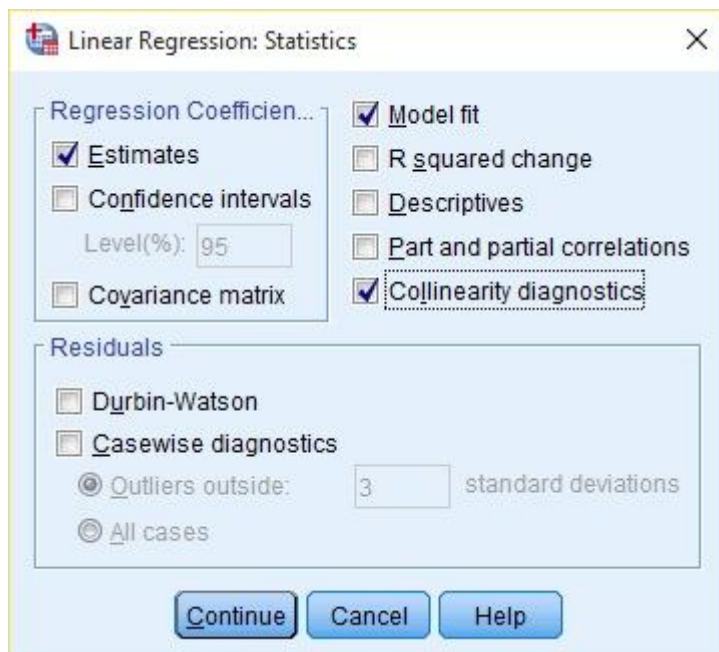 Linear Regression: Statistics
Regression Coefficien...
Estimates
Confidence intervals
Level(%): 95
Covariance matrix
Model fit
R squared change
Descriptives
Part and partial correlations
Collinearity diagnostics
Residuals
Durbin-Watson
Casewise diagnostics
Outliers outside: 3 standard deviations
All cases
Continue Cancel Help